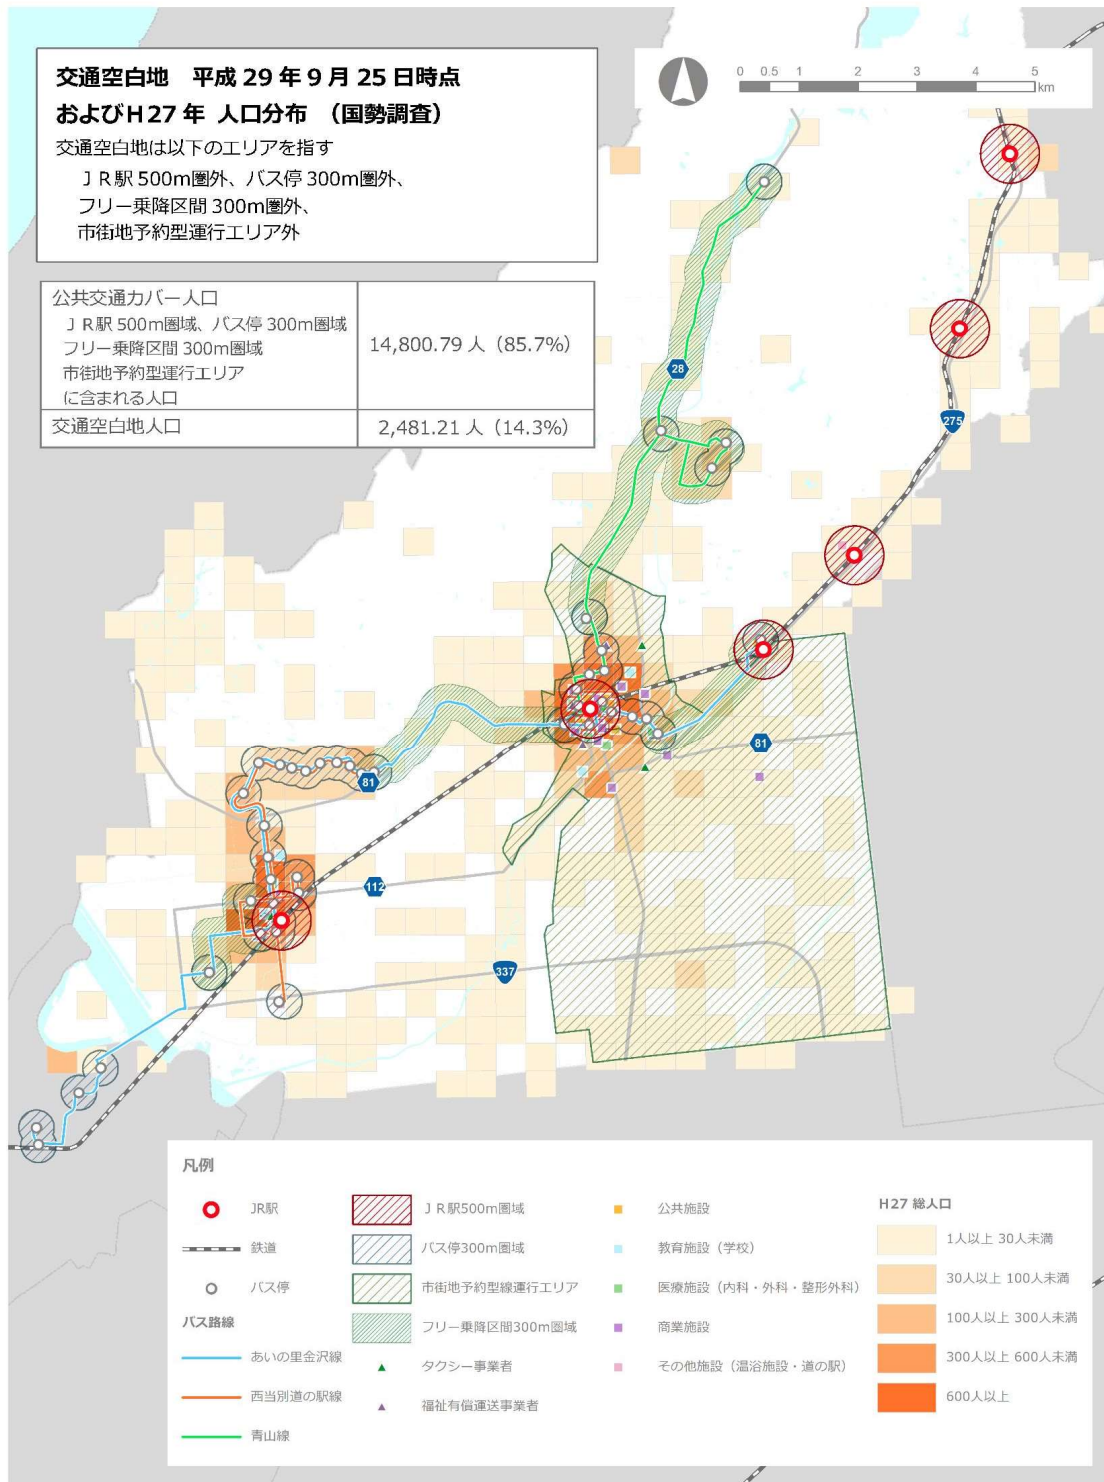 交通空白地　平成 29 年 9 月 25 日時点
およびH27 年 人口分布　（国勢調査）
交通空白地は以下のエリアを指す
ＪＲ駅 500m圏外、バス停 300m圏外、
フリー乗降区間 300m圏外、
市街地予約型運行エリア外
0 0.5 1 2 3 4 5
km
公共交通カバー人口
ＪＲ駅 500m圏域、バス停 300m圏域
フリー乗降区間 300m圏域
市街地予約型運行エリア
に含まれる人口
14,800.79 人（85.7%）
交通空白地人口
2,481.21 人（14.3%）
28
275
81
81
112
337
凡例
JR駅
鉄道
バス停
バス路線
あいの里金沢線
西当別道の駅線
青山線
ＪＲ駅500m圏域
バス停300m圏域
市街地予約型線運行エリア
フリー乗降区間300m圏域
タクシー事業者
福祉有償運送事業者
公共施設
教育施設（学校）
医療施設（内科・外科・整形外科）
商業施設
その他施設（温浴施設・道の駅）
H27 総人口
1人以上 30人未満
30人以上 100人未満
100人以上 300人未満
300人以上 600人未満
600人以上